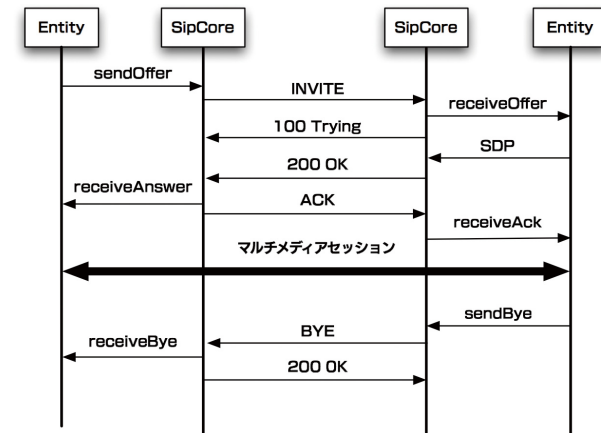 Entity
SipCore
SipCore
Entity
sendOffer
INVITE
receiveOffer
100 Trying
SDP
200 OK
receiveAnswer
ACK
receiveAck
マルチメディアセッション
sendBye
BYE
receiveBye
200 OK